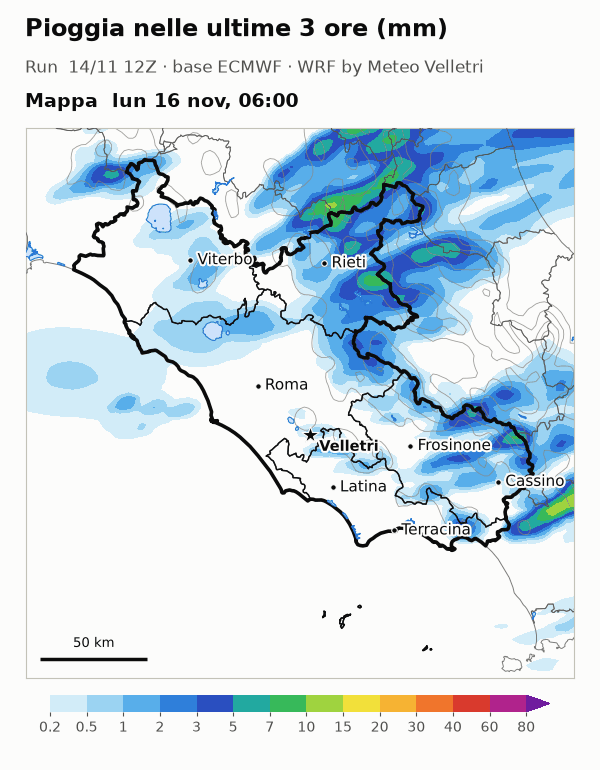 Pioggia nelle ultime 3 ore (mm)
Run 14/11 12Z · base ECMWF · WRF by Meteo Velletri
Mappa lun 16 nov, 06:00
Viterbo
Rieti
Roma
Velletri
Frosinone
Latina
Cassino
Terracina
50 km
0.2 0.5 1 2 3 5 7 10 15 20 30 40 60 80